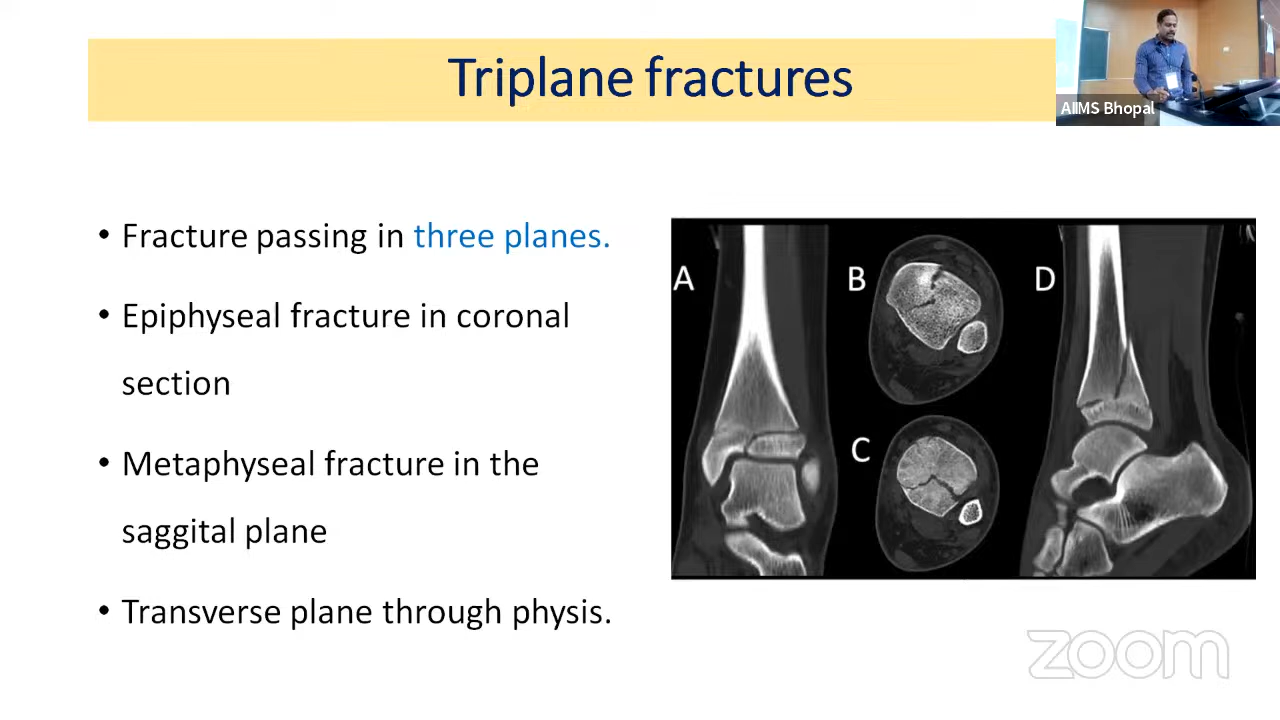 Triplane fractures
AIIMS Bhopal
• Fracture passing in three planes.
• Epiphyseal fracture in coronal
section
• Metaphyseal fracture in the
saggital plane
• Transverse plane through physis.
A
B
C
D
zoom